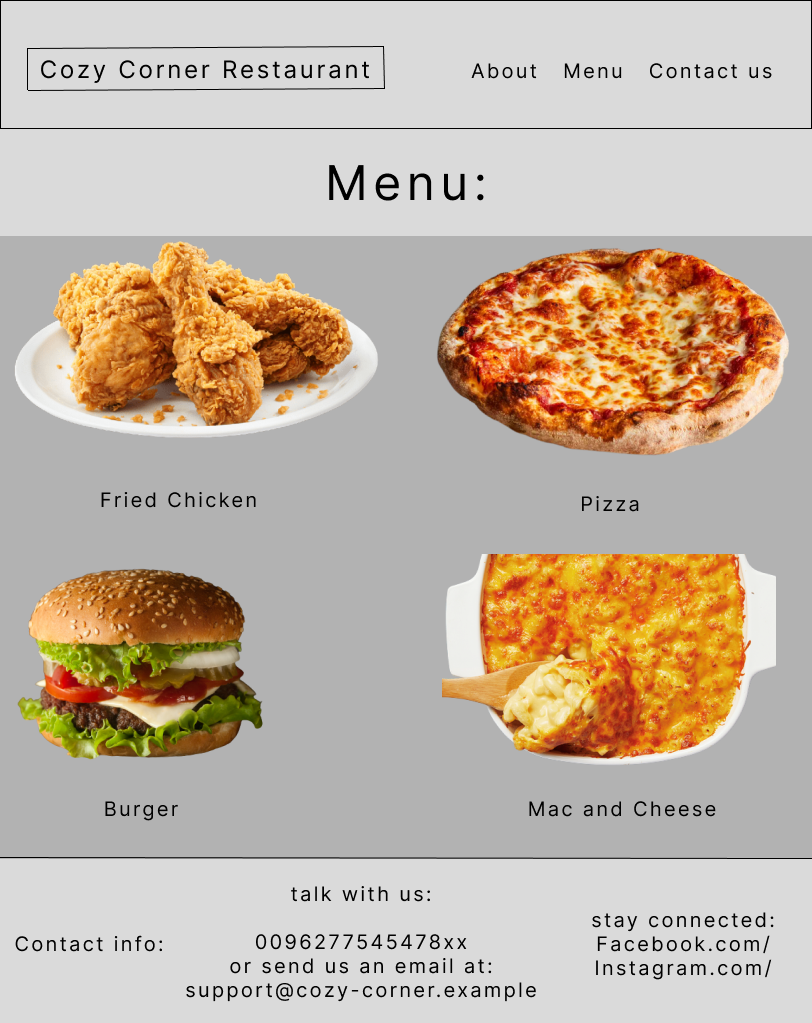 Cozy Corner Restaurant
About Menu Contact us
Menu:
Fried Chicken
Pizza
Burger
Mac and Cheese
Contact info:
talk with us:
0096277545478xx
or send us an email at:
support@cozy-corner.example
stay connected:
Facebook.com/
Instagram.com/